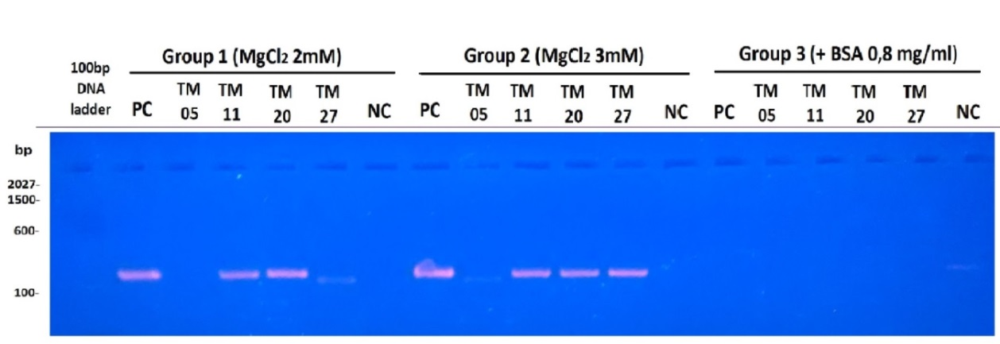 Group 1 (MgCl2 2mM) Group 2 (MgCl2 3mM) Group 3 (+ BSA 0,8 mg/ml)
100bp
DNA
ladder
PC TM 05 TM 11 TM 20 TM 27 NC PC TM 05 TM 11 TM 20 TM 27 NC PC TM 05 TM 11 TM 20 TM 27 NC
bp
2027-
1500-
600-
100-